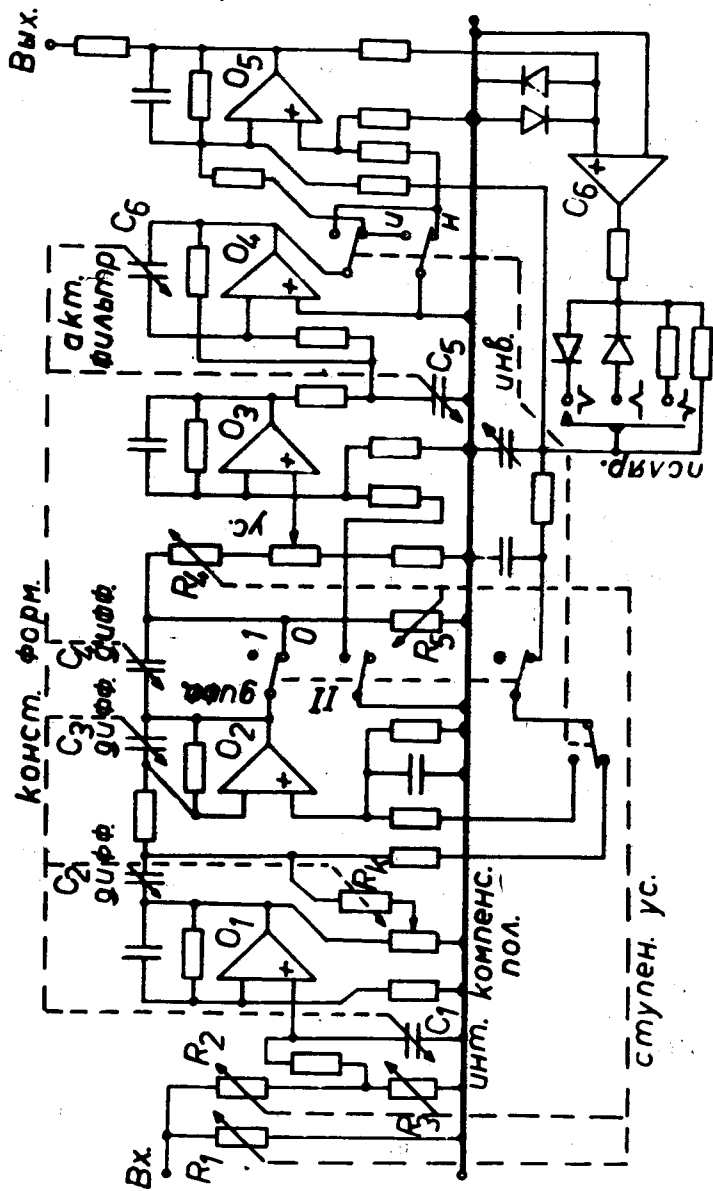 Вх.
R1
R2
R3
инт.
C1
O1
компенс.
пол.
Rк
C2
дифф.
конст. форм.
C3
дифф.
C4
дифф.
O2
дифф.
1
0
II
R5
R4
ус.
O3
C5
ступен. ус.
акт.
фильтр
C6
O4
и
н
инв.
O5
Вых.
C6
поляр.